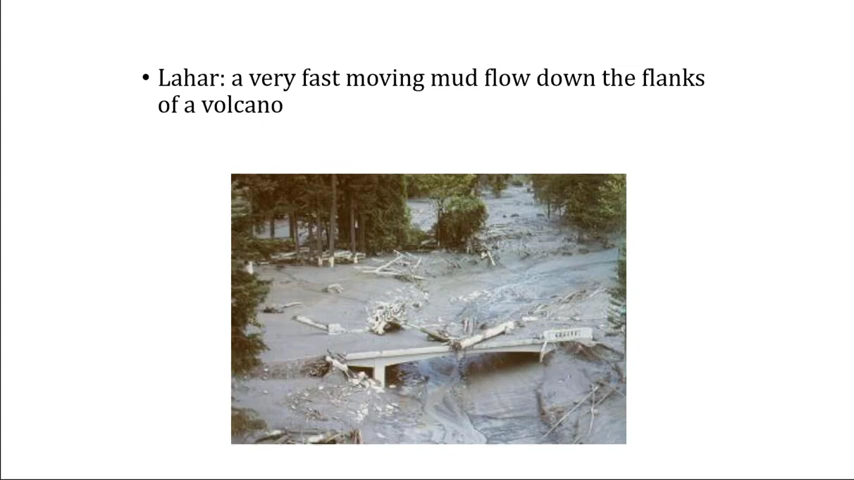 • Lahar: a very fast moving mud flow down the flanks
of a volcano